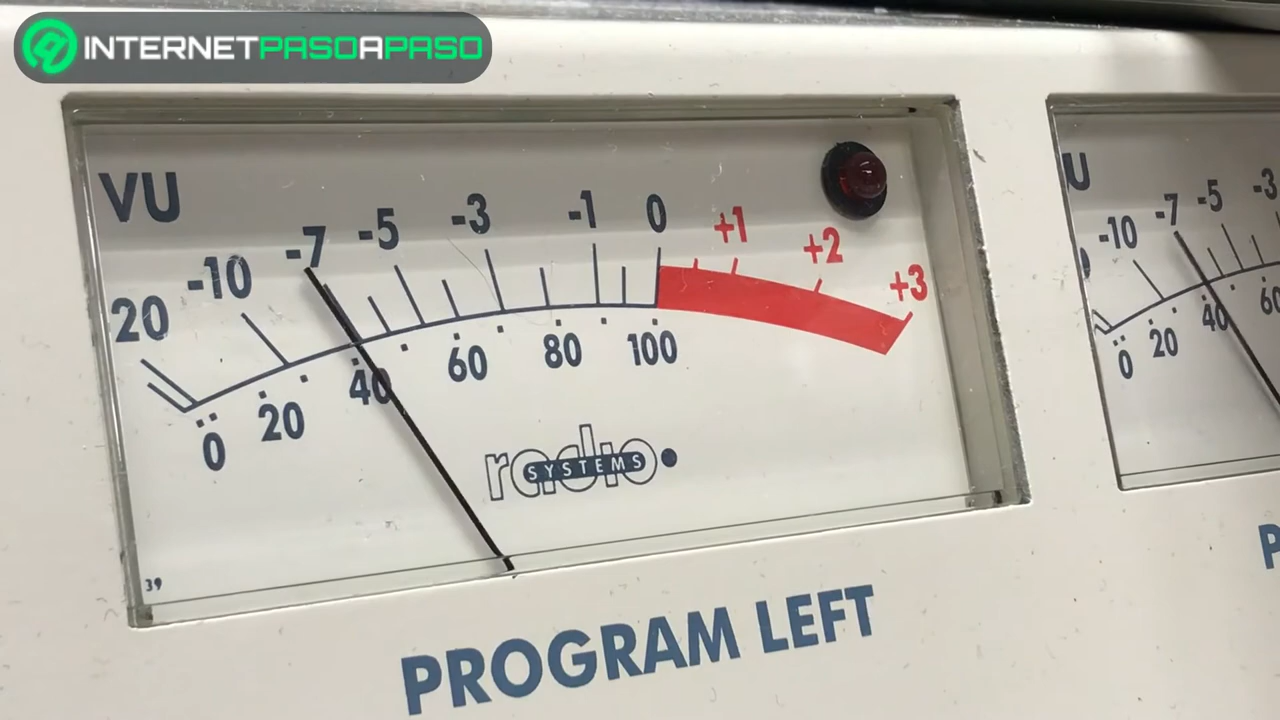 INTERNETPASOAPASO
VU
20 -10 -7 -5 -3 -1 0 +1 +2 +3
0 20 40 60 80 100
radio
SYSTEMS
39
PROGRAM LEFT
U
-10 -7 -5 -3
0 20 40 60
P